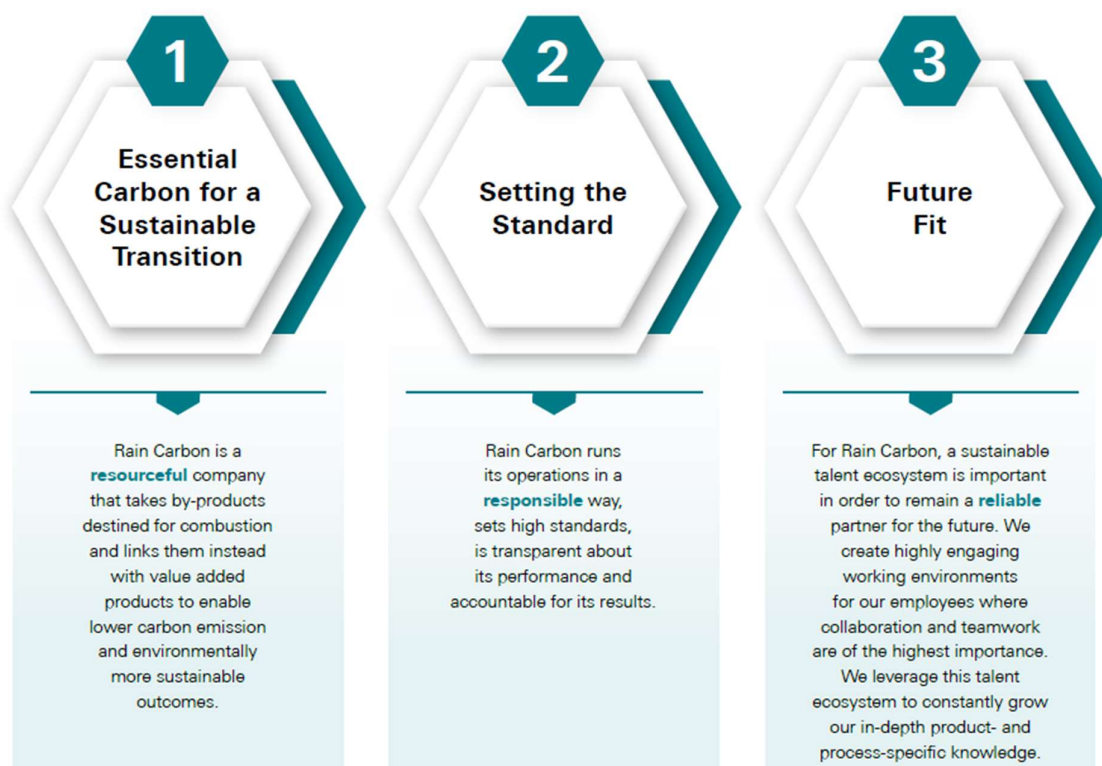 1
Essential
Carbon for a
Sustainable
Transition
Rain Carbon is a
resourceful company
that takes by-products
destined for combustion
and links them instead
with value added
products to enable
lower carbon emission
and environmentally
more sustainable
outcomes.
2
Setting the
Standard
Rain Carbon runs
its operations in a
responsible way,
sets high standards,
is transparent about
its performance and
accountable for its results.
3
Future
Fit
For Rain Carbon, a sustainable
talent ecosystem is important
in order to remain a reliable
partner for the future. We
create highly engaging
working environments
for our employees where
collaboration and teamwork
are of the highest importance.
We leverage this talent
ecosystem to constantly grow
our in-depth product- and
process-specific knowledge.